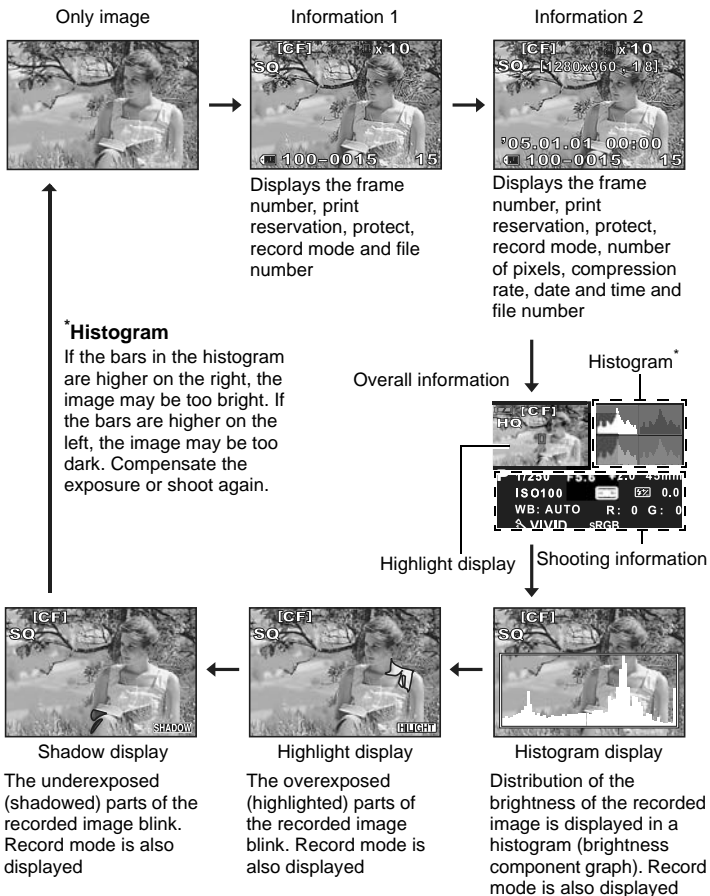 Only image
Information 1
Information 2
[CF]
x10
SQ
100-0015
15
[CF]
x10
SQ
[1280x960 , 1/8]
'05.01.01 00:00
100-0015
15
Displays the frame
number, print
reservation, protect,
record mode and file
number
Displays the frame
number, print
reservation, protect,
record mode, number
of pixels, compression
rate, date and time and
file number
*Histogram
If the bars in the histogram
are higher on the right, the
image may be too bright. If
the bars are higher on the
left, the image may be too
dark. Compensate the
exposure or shoot again.
Overall information
Histogram*
[CF]
HQ
1/250 F5.6 +2.0 45mm
ISO100 0.0
WB: AUTO R: 0 G: 0
VIVID sRGB
Highlight display
Shooting information
[CF]
SQ
SHADOW
[CF]
SQ
HILIGHT
[CF]
SQ
Shadow display
Highlight display
Histogram display
The underexposed
(shadowed) parts of the
recorded image blink.
Record mode is also
displayed
The overexposed
(highlighted) parts of
the recorded image
blink. Record mode is
also displayed
Distribution of the
brightness of the recorded
image is displayed in a
histogram (brightness
component graph). Record
mode is also displayed